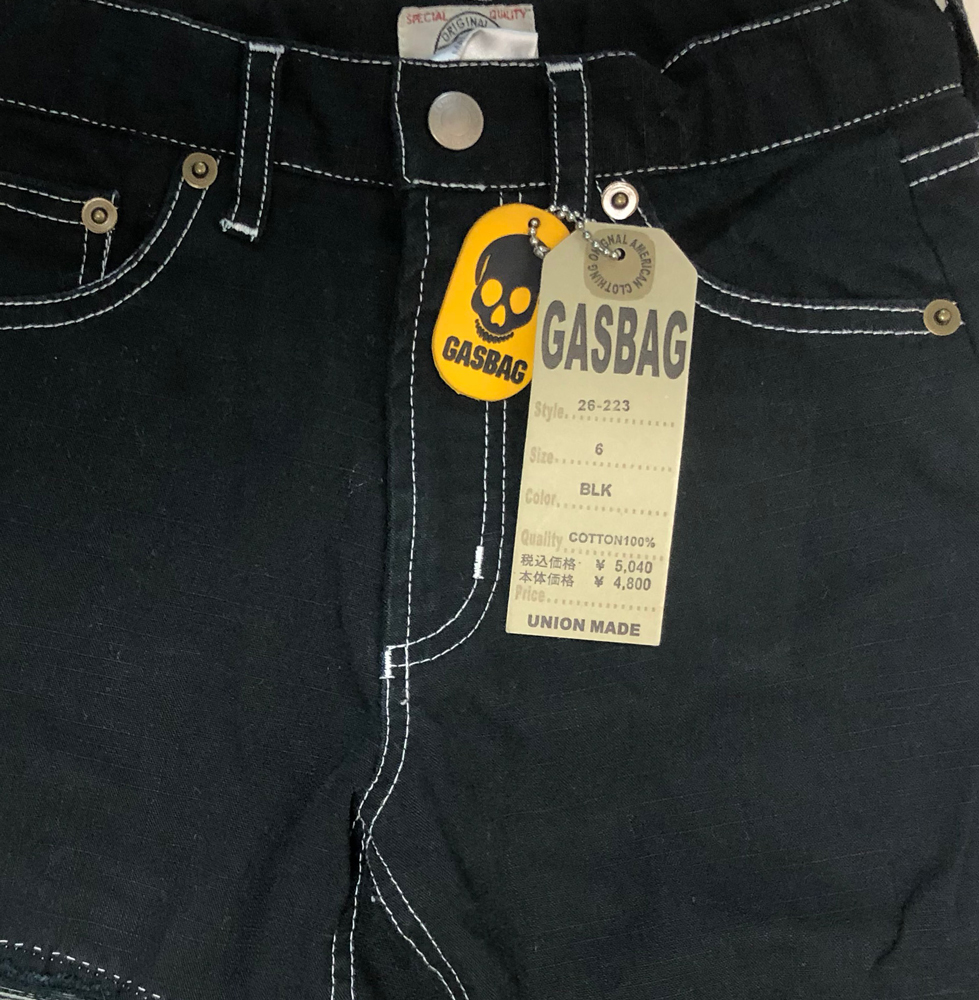 SPECIAL QUALITY
ORIGINAL
ORIGINAL AMERICAN CLOTHING
GASBAG
GASBAG
Style. 26-223
Size. 6
Color. BLK
Quality COTTON100%
税込価格 ¥ 5,040
本体価格 ¥ 4,800
Price
UNION MADE